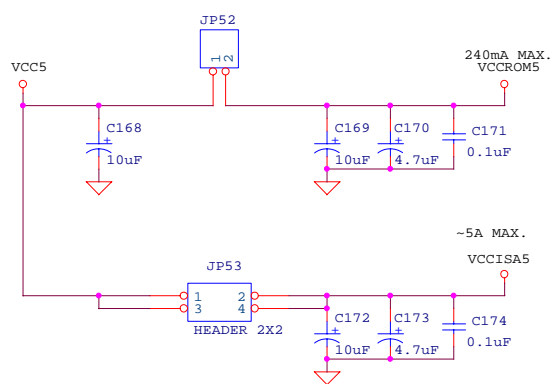 JP52
1 2
VCC5
240mA MAX.
VCCROM5
C168
10uF
C169
10uF
C170
4.7uF
C171
0.1uF
~5A MAX.
VCCISA5
JP53
1 2
3 4
HEADER 2X2
C172
10uF
C173
4.7uF
C174
0.1uF